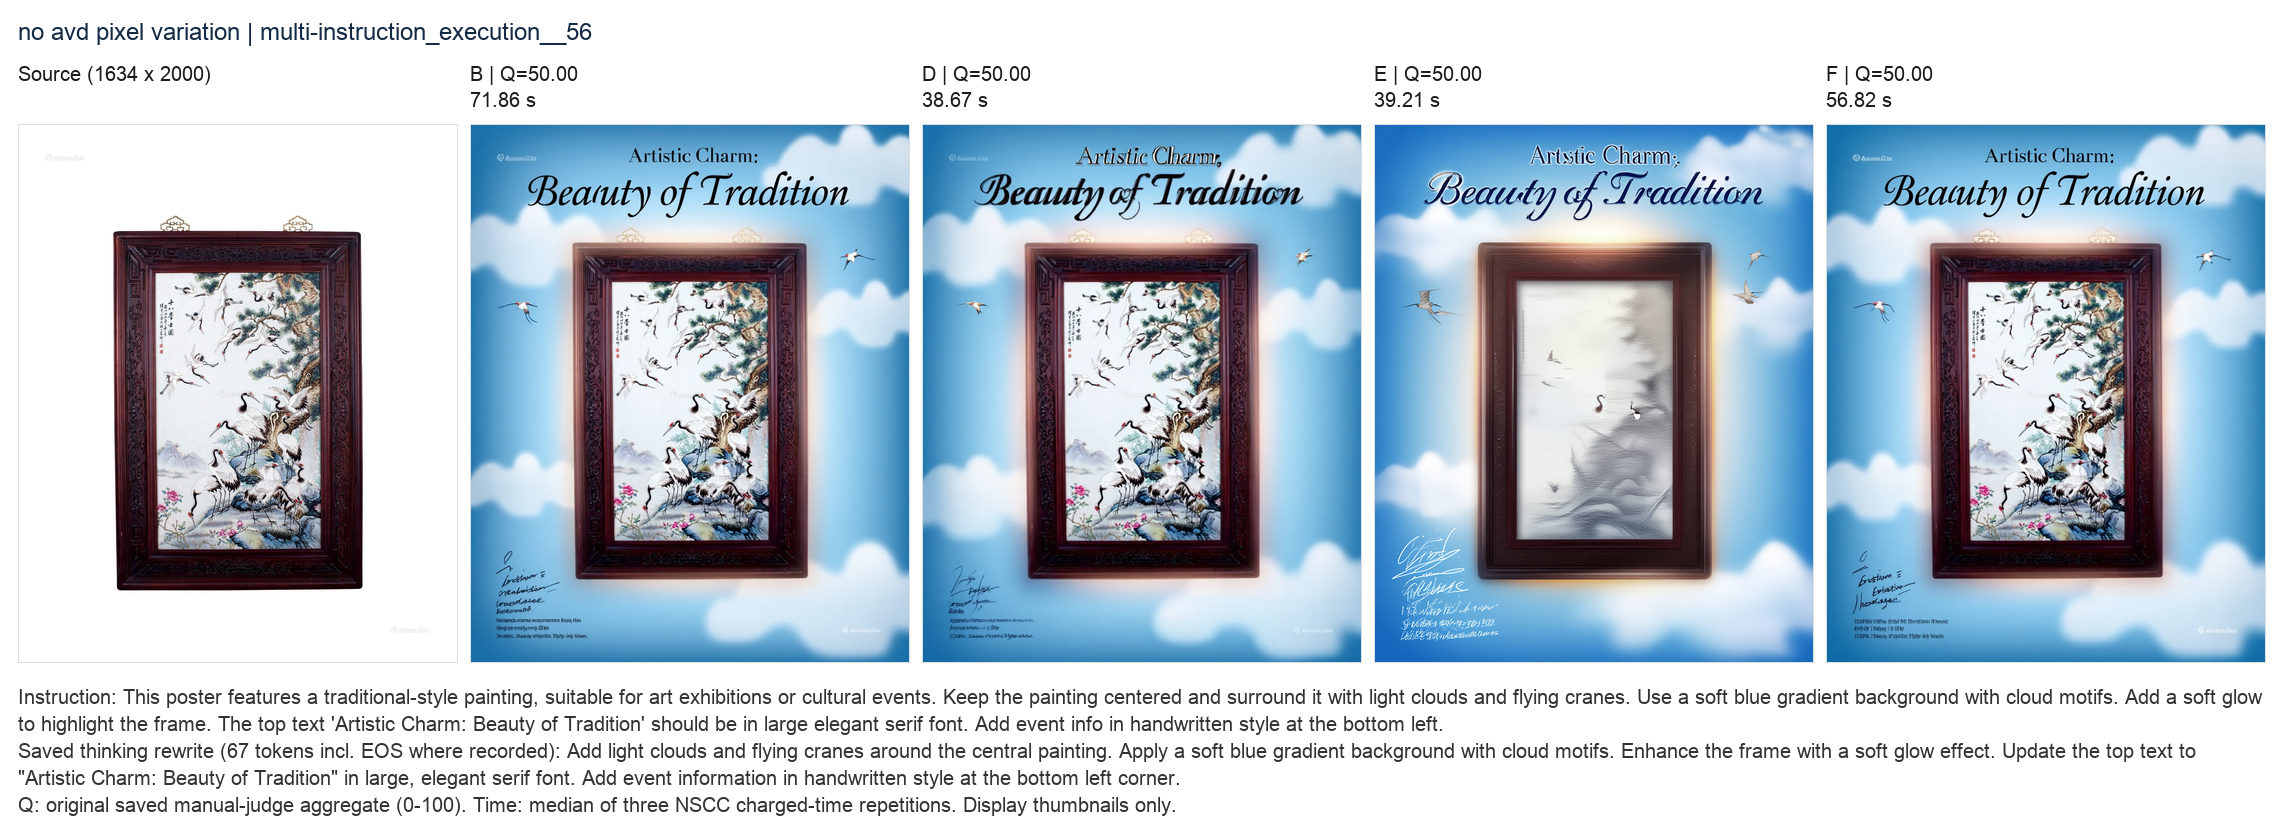 no avd pixel variation | multi-instruction_execution__56
Source (1634 x 2000)
B | Q=50.00
71.86 s
D | Q=50.00
38.67 s
E | Q=50.00
39.21 s
F | Q=50.00
56.82 s
Artistic Charm:
Beauty of Tradition
Artistic Charm:
Beauty of Tradition
Artstic Charm:
Beauty of Tradition
Artistic Charm:
Beauty of Tradition
Instruction: This poster features a traditional-style painting, suitable for art exhibitions or cultural events. Keep the painting centered and surround it with light clouds and flying cranes. Use a soft blue gradient background with cloud motifs. Add a soft glow
to highlight the frame. The top text 'Artistic Charm: Beauty of Tradition' should be in large elegant serif font. Add event info in handwritten style at the bottom left.
Saved thinking rewrite (67 tokens incl. EOS where recorded): Add light clouds and flying cranes around the central painting. Apply a soft blue gradient background with cloud motifs. Enhance the frame with a soft glow effect. Update the top text to
"Artistic Charm: Beauty of Tradition" in large, elegant serif font. Add event information in handwritten style at the bottom left corner.
Q: original saved manual-judge aggregate (0-100). Time: median of three NSCC charged-time repetitions. Display thumbnails only.